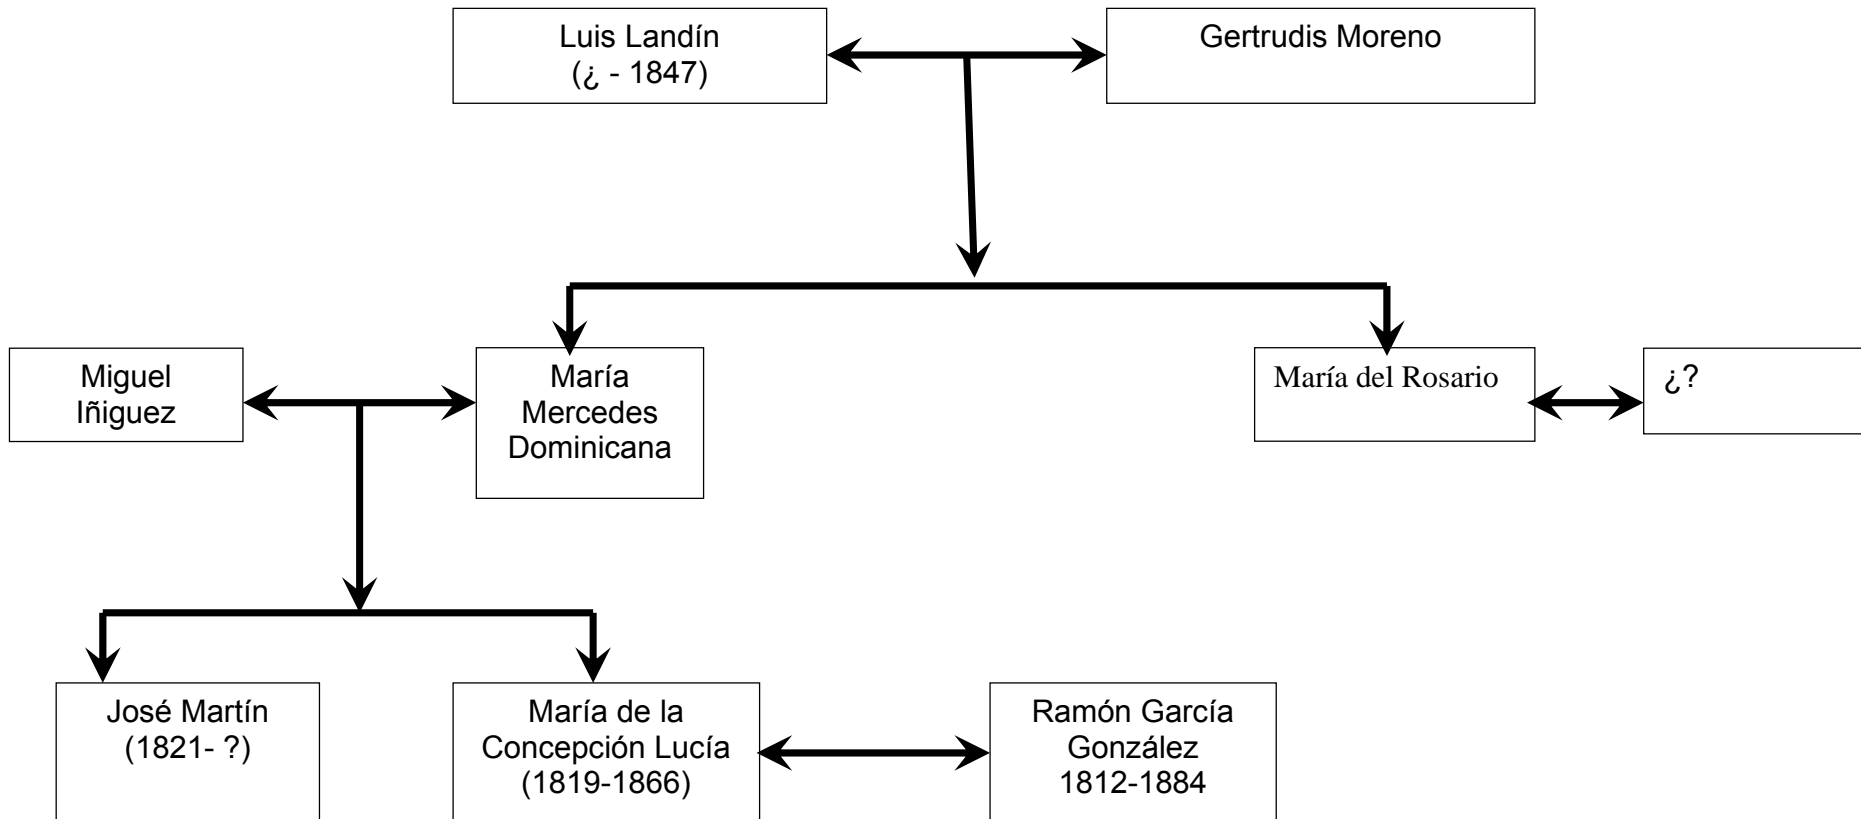 Luis Landín
(¿ - 1847)
Gertrudis Moreno
Miguel
Iñiguez
María
Mercedes
Dominicana
María del Rosario
¿?
José Martín
(1821- ?)
María de la
Concepción Lucía
(1819-1866)
Ramón García
González
1812-1884